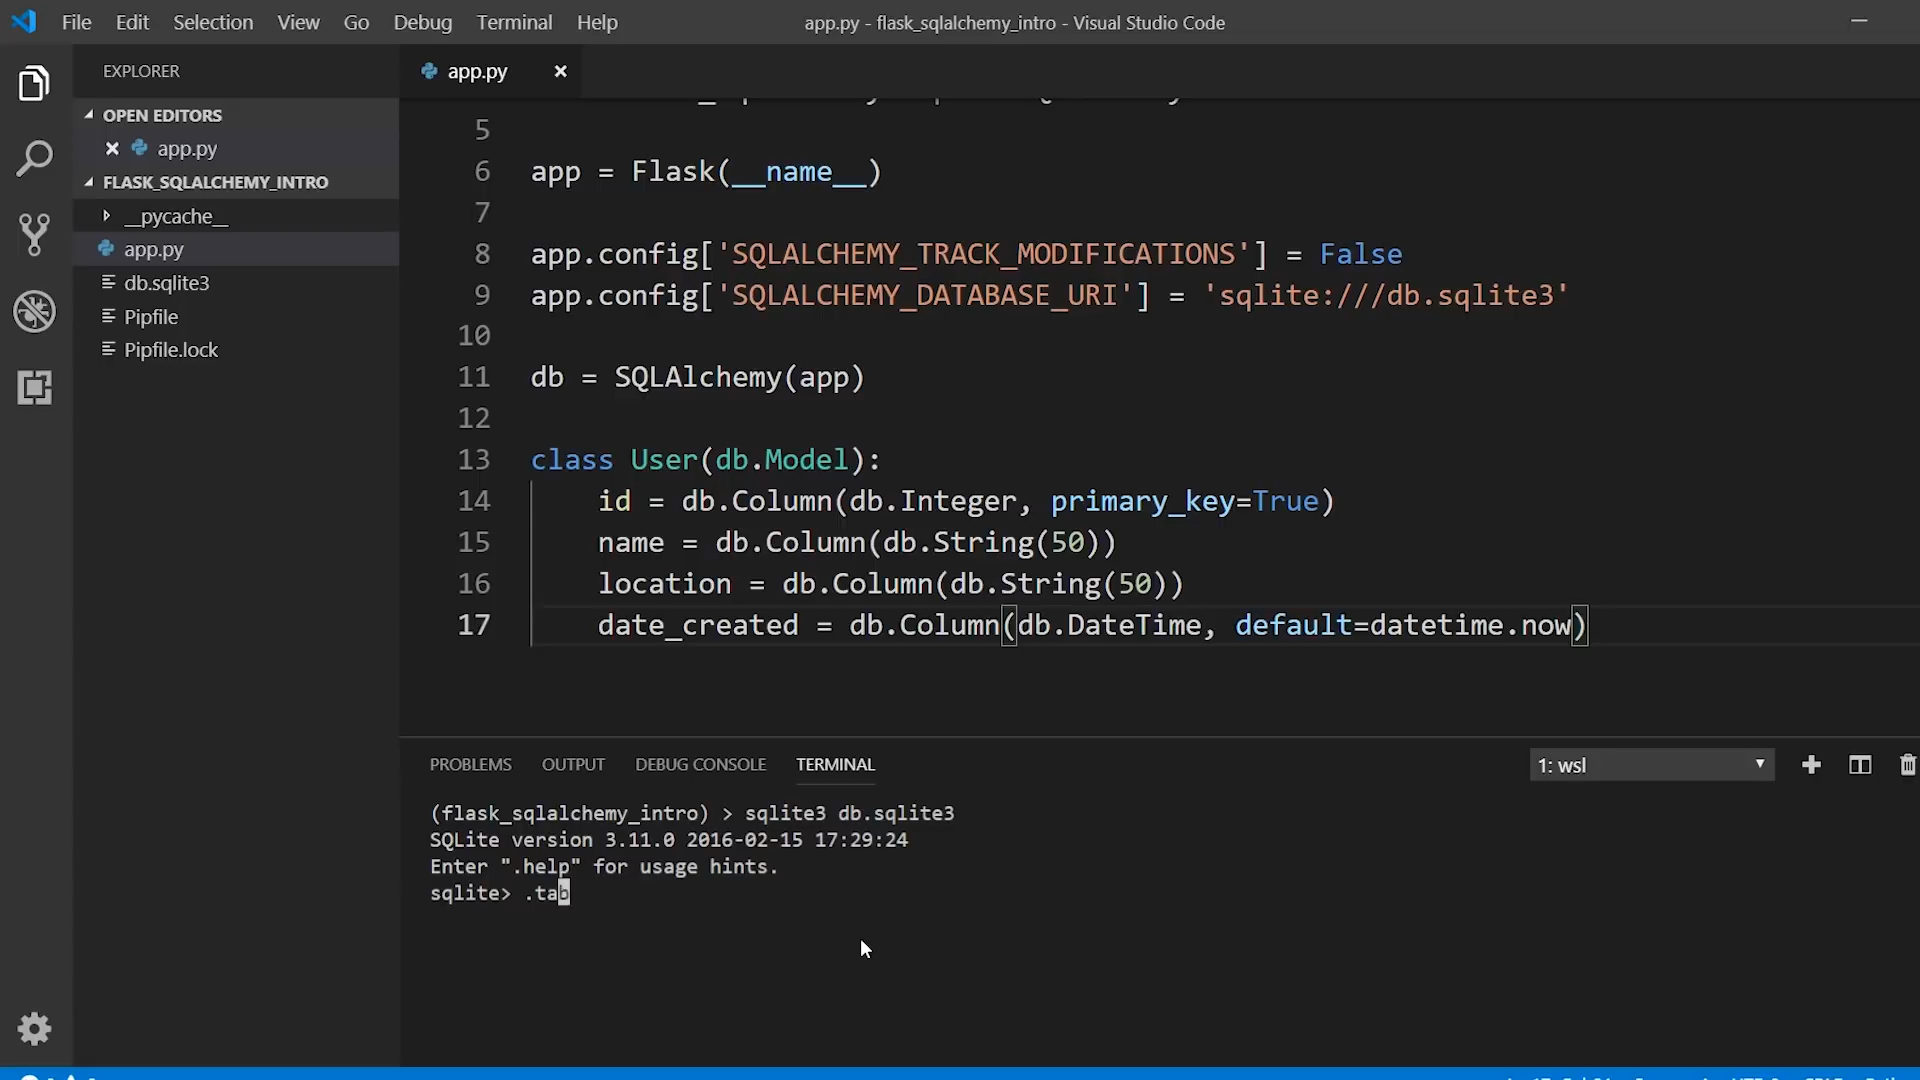 File Edit Selection View Go Debug Terminal Help
app.py - flask_sqlalchemy_intro - Visual Studio Code
EXPLORER
OPEN EDITORS
app.py
FLASK_SQLALCHEMY_INTRO
__pycache__
app.py
db.sqlite3
Pipfile
Pipfile.lock
app.py
5
6 app = Flask(__name__)
7
8 app.config['SQLALCHEMY_TRACK_MODIFICATIONS'] = False
9 app.config['SQLALCHEMY_DATABASE_URI'] = 'sqlite:///db.sqlite3'
10
11 db = SQLAlchemy(app)
12
13 class User(db.Model):
14 id = db.Column(db.Integer, primary_key=True)
15 name = db.Column(db.String(50))
16 location = db.Column(db.String(50))
17 date_created = db.Column(db.DateTime, default=datetime.now)
PROBLEMS OUTPUT DEBUG CONSOLE TERMINAL
1: wsl
(flask_sqlalchemy_intro) > sqlite3 db.sqlite3
SQLite version 3.11.0 2016-02-15 17:29:24
Enter ".help" for usage hints.
sqlite> .tab